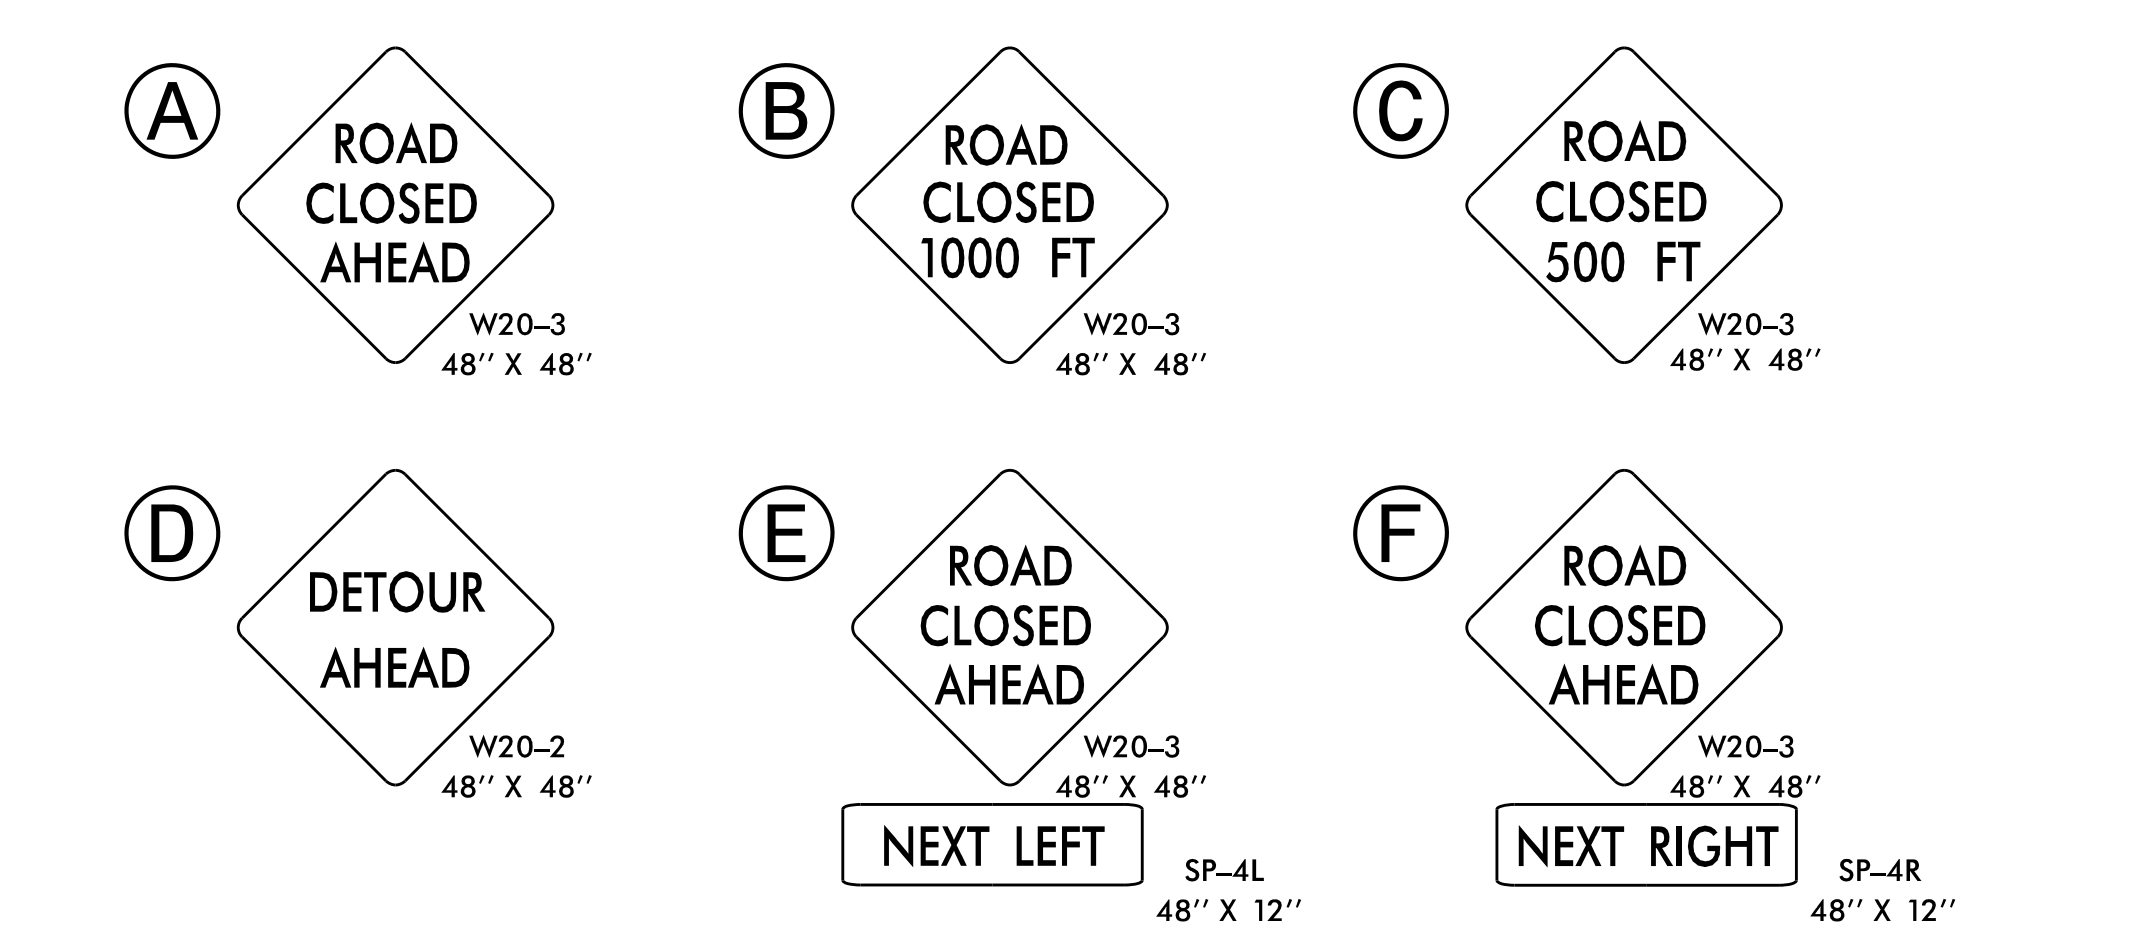 A
ROAD
CLOSED
AHEAD
W20–3
48′′ X 48′′
B
ROAD
CLOSED
1000 FT
W20–3
48′′ X 48′′
C
ROAD
CLOSED
500 FT
W20–3
48′′ X 48′′
D
DETOUR
AHEAD
W20–2
48′′ X 48′′
E
ROAD
CLOSED
AHEAD
W20–3
48′′ X 48′′
NEXT LEFT
SP–4L
48′′ X 12′′
F
ROAD
CLOSED
AHEAD
W20–3
48′′ X 48′′
NEXT RIGHT
SP–4R
48′′ X 12′′